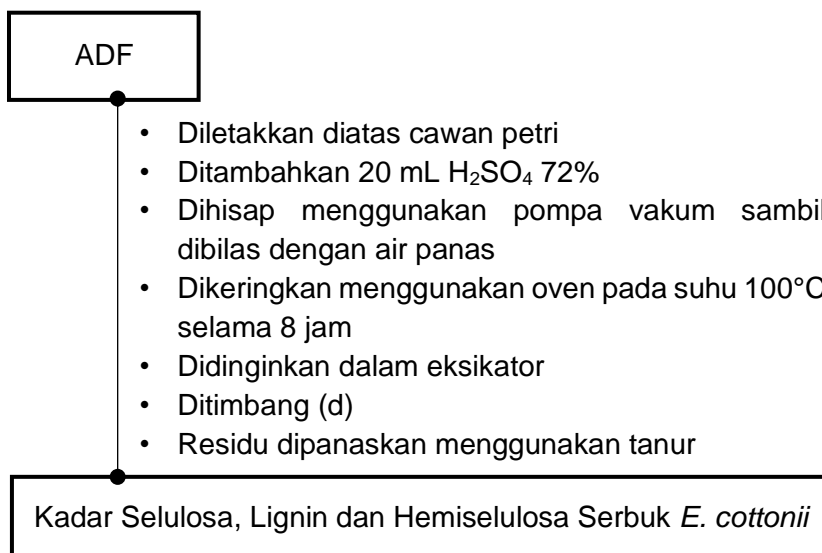 ADF
• Diletakkan diatas cawan petri
• Ditambahkan 20 mL H₂SO₄ 72%
• Dihisap menggunakan pompa vakum sambil
dibilas dengan air panas
• Dikeringkan menggunakan oven pada suhu 100°C
selama 8 jam
• Didinginkan dalam eksikator
• Ditimbang (d)
• Residu dipanaskan menggunakan tanur
Kadar Selulosa, Lignin dan Hemiselulosa Serbuk E. cottonii